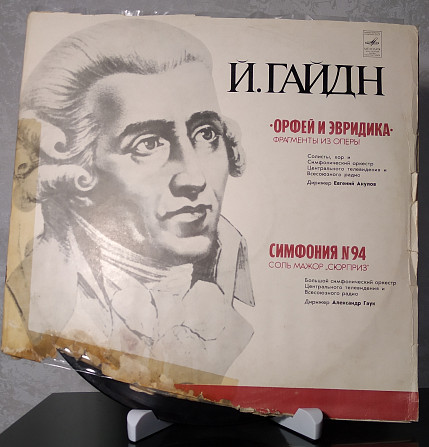 Й. ГАЙДН
·ОРФЕЙ И ЭВРИДИКА·
ФРАГМЕНТЫ ИЗ ОПЕРЫ
Солисты, хор и
Симфонический оркестр
Центрального телевидения и
Всесоюзного радио
Дирижер Евгений Акулов
СИМФОНИЯ N94
СОЛЬ МАЖОР „СЮРПРИЗ"
Большой симфонический оркестр
Центрального телевидения и
Всесоюзного радио
Дирижер Александр Гаук